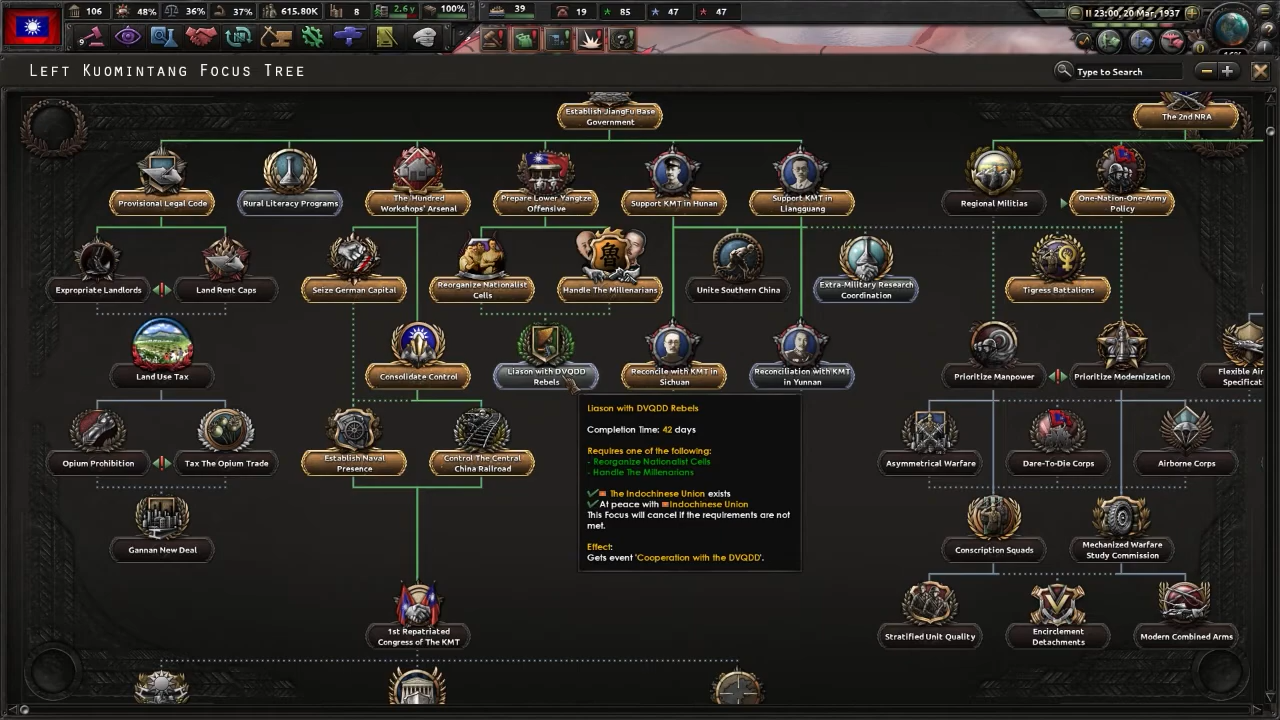 106
48%
36%
37%
615.80K
8
2.6y
100%
39
19
85
47
47
23:00, 20 Mar, 1937
9
0
LEFT KUOMINTANG FOCUS TREE
Type to Search
Establish JiangFu Base
Government
The 2nd NRA
Provisional Legal Code
Rural Literacy Programs
The Hundred
Workshops' Arsenal
Prepare Lower Yangtze
Offensive
Support KMT in Hunan
Support KMT in
Liangguang
Regional Militias
One-Nation-One-Army
Policy
Expropriate Landlords
Land Rent Caps
Seize German Capital
Reorganize Nationalist
Cells
Handle The Millenarians
Unite Southern China
Extra-Military Research
Coordination
Tigress Battalions
Land Use Tax
Consolidate Control
Liason with DVQDD
Rebels
Reconcile with KMT in
Sichuan
Reconciliation with KMT
in Yunnan
Prioritize Manpower
Prioritize Modernization
Flexible Air
Specificat
Liason with DVQDD Rebels
Completion Time: 42 days
Requires one of the following:
- Reorganize Nationalist Cells
- Handle The Millenarians
The Indochinese Union exists
At peace with Indochinese Union
This Focus will cancel if the requirements are not
met.
Effect:
Gets event 'Cooperation with the DVQDD'.
Opium Prohibition
Tax The Opium Trade
Establish Naval
Presence
Control The Central
China Railroad
Asymmetrical Warfare
Dare-To-Die Corps
Airborne Corps
Gannan New Deal
Conscription Squads
Mechanized Warfare
Study Commission
1st Repatriated
Congress of The KMT
Stratified Unit Quality
Encirclement
Detachments
Modern Combined Arms